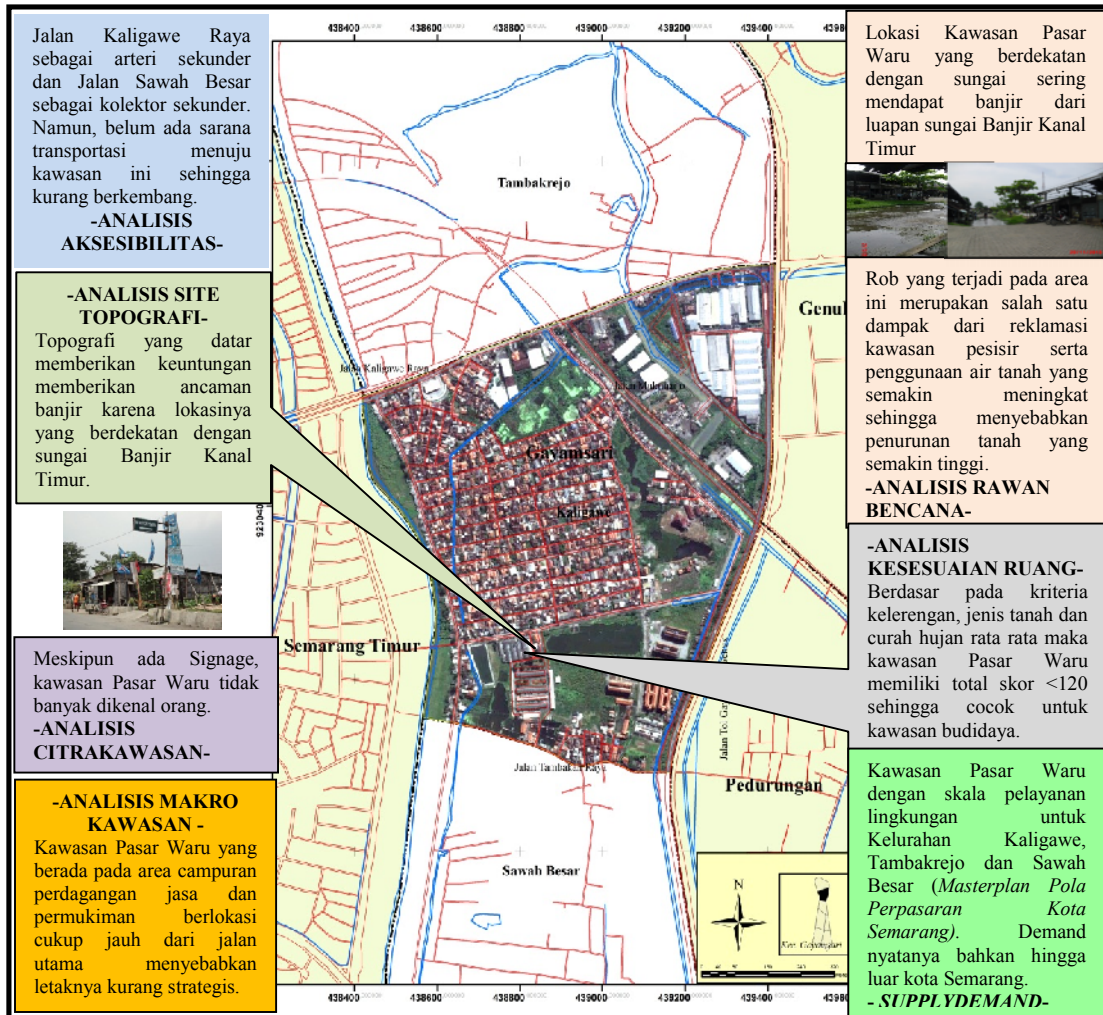 438400 438600 438800 439000 439200 439400
Jalan Kaligawe Raya
sebagai arteri sekunder
dan Jalan Sawah Besar
sebagai kolektor sekunder.
Namun, belum ada sarana
transportasi menuju
kawasan ini sehingga
kurang berkembang.
-ANALISIS
AKSESIBILITAS-
-ANALISIS SITE
TOPOGRAFI-
Topografi yang datar
memberikan keuntungan
memberikan ancaman
banjir karena lokasinya
yang berdekatan dengan
sungai Banjir Kanal
Timur.
Meskipun ada Signage,
kawasan Pasar Waru tidak
banyak dikenal orang.
-ANALISIS
CITRAKAWASAN-
-ANALISIS MAKRO
KAWASAN -
Kawasan Pasar Waru yang
berada pada area campuran
perdagangan jasa dan
permukiman berlokasi
cukup jauh dari jalan
utama menyebabkan
letaknya kurang strategis.
Tambakrejo
Genuk
Jalan Kaligawe Raya
Gayamsari
Kaligawe
Semarang Timur
Jalan Tambakan Raya
Pedurungan
Sawah Besar
N
Kec. Gayamsari
438400 438600 438800 439000 439200 439400
Lokasi Kawasan Pasar
Waru yang berdekatan
dengan sungai sering
mendapat banjir dari
luapan sungai Banjir Kanal
Timur
Rob yang terjadi pada area
ini merupakan salah satu
dampak dari reklamasi
kawasan pesisir serta
penggunaan air tanah yang
semakin meningkat
sehingga menyebabkan
penurunan tanah yang
semakin tinggi.
-ANALISIS RAWAN
BENCANA-
-ANALISIS
KESESUAIAN RUANG-
Berdasar pada kriteria
kelerengan, jenis tanah dan
curah hujan rata rata maka
kawasan Pasar Waru
memiliki total skor <120
sehingga cocok untuk
kawasan budidaya.
Kawasan Pasar Waru
dengan skala pelayanan
lingkungan untuk
Kelurahan Kaligawe,
Tambakrejo dan Sawah
Besar (Masterplan Pola
Perpasaran Kota
Semarang). Demand
nyatanya bahkan hingga
luar kota Semarang.
- SUPPLYDEMAND-